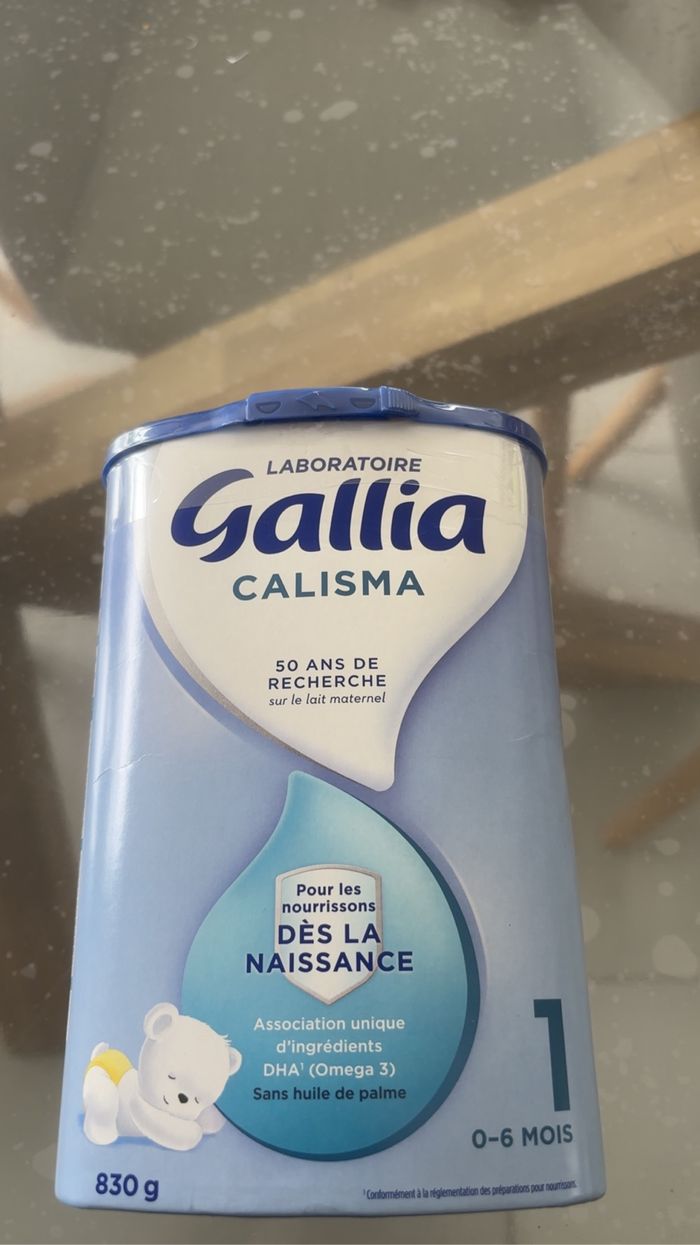 LABORATOIRE
Gallia
CALISMA
50 ANS DE
RECHERCHE
sur le lait maternel
Pour les
nourrissons
DÈS LA
NAISSANCE
Association unique
d'ingrédients
DHA¹ (Omega 3)
Sans huile de palme
1
0-6 MOIS
830 g
¹Conformément à la réglementation des préparations pour nourrissons.